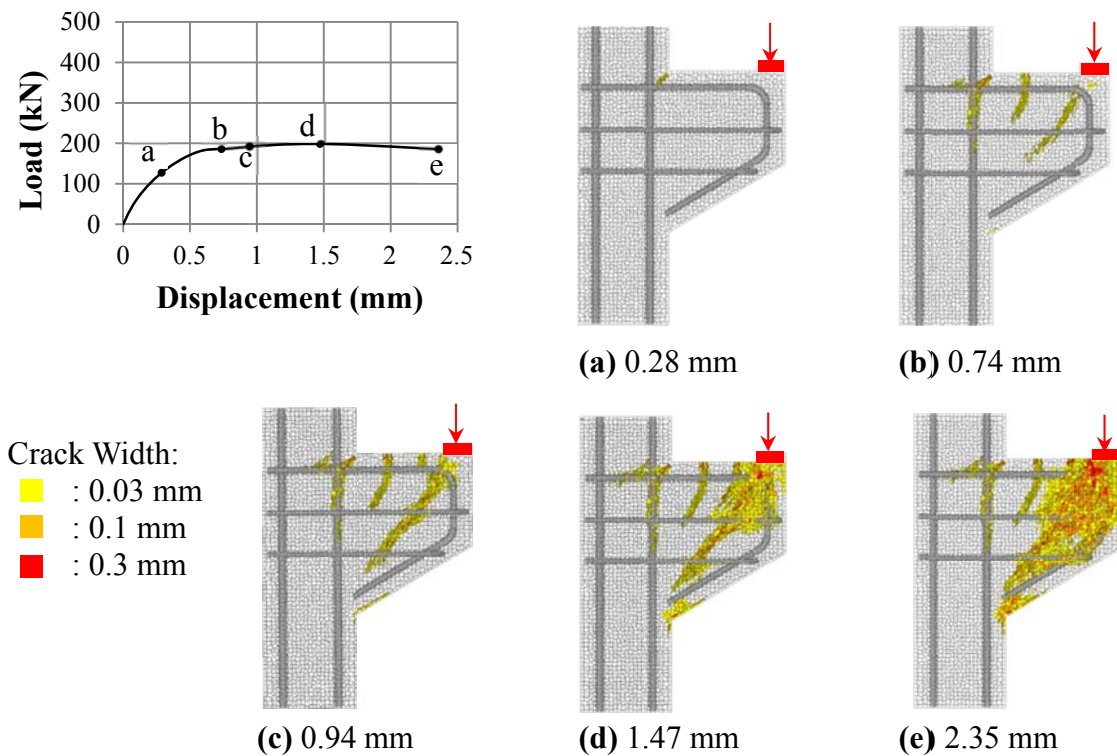 500
400
300
200
100
0
Load (kN)
a
b
c
d
e
0 0.5 1 1.5 2 2.5
Displacement (mm)
(a) 0.28 mm
(b) 0.74 mm
Crack Width:
: 0.03 mm
: 0.1 mm
: 0.3 mm
(c) 0.94 mm
(d) 1.47 mm
(e) 2.35 mm